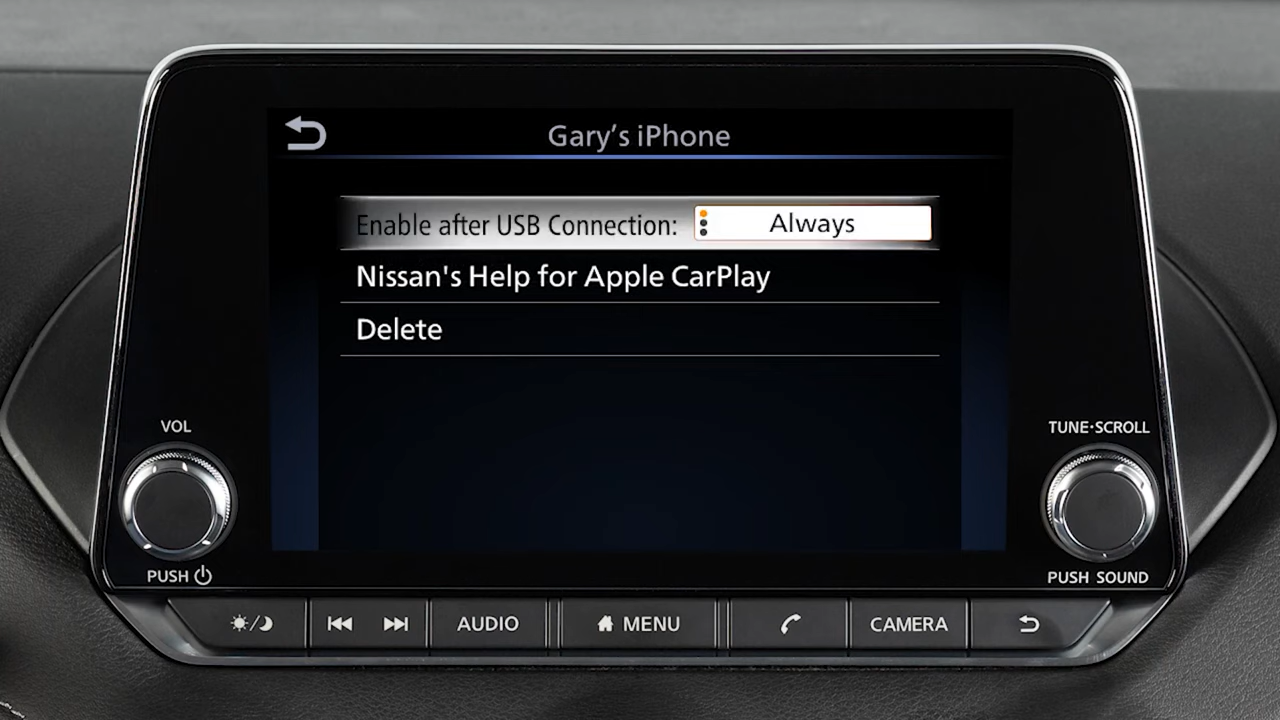 Gary's iPhone
Enable after USB Connection: Always
Nissan's Help for Apple CarPlay
Delete
VOL
TUNE·SCROLL
PUSH
PUSH SOUND
AUDIO
MENU
CAMERA